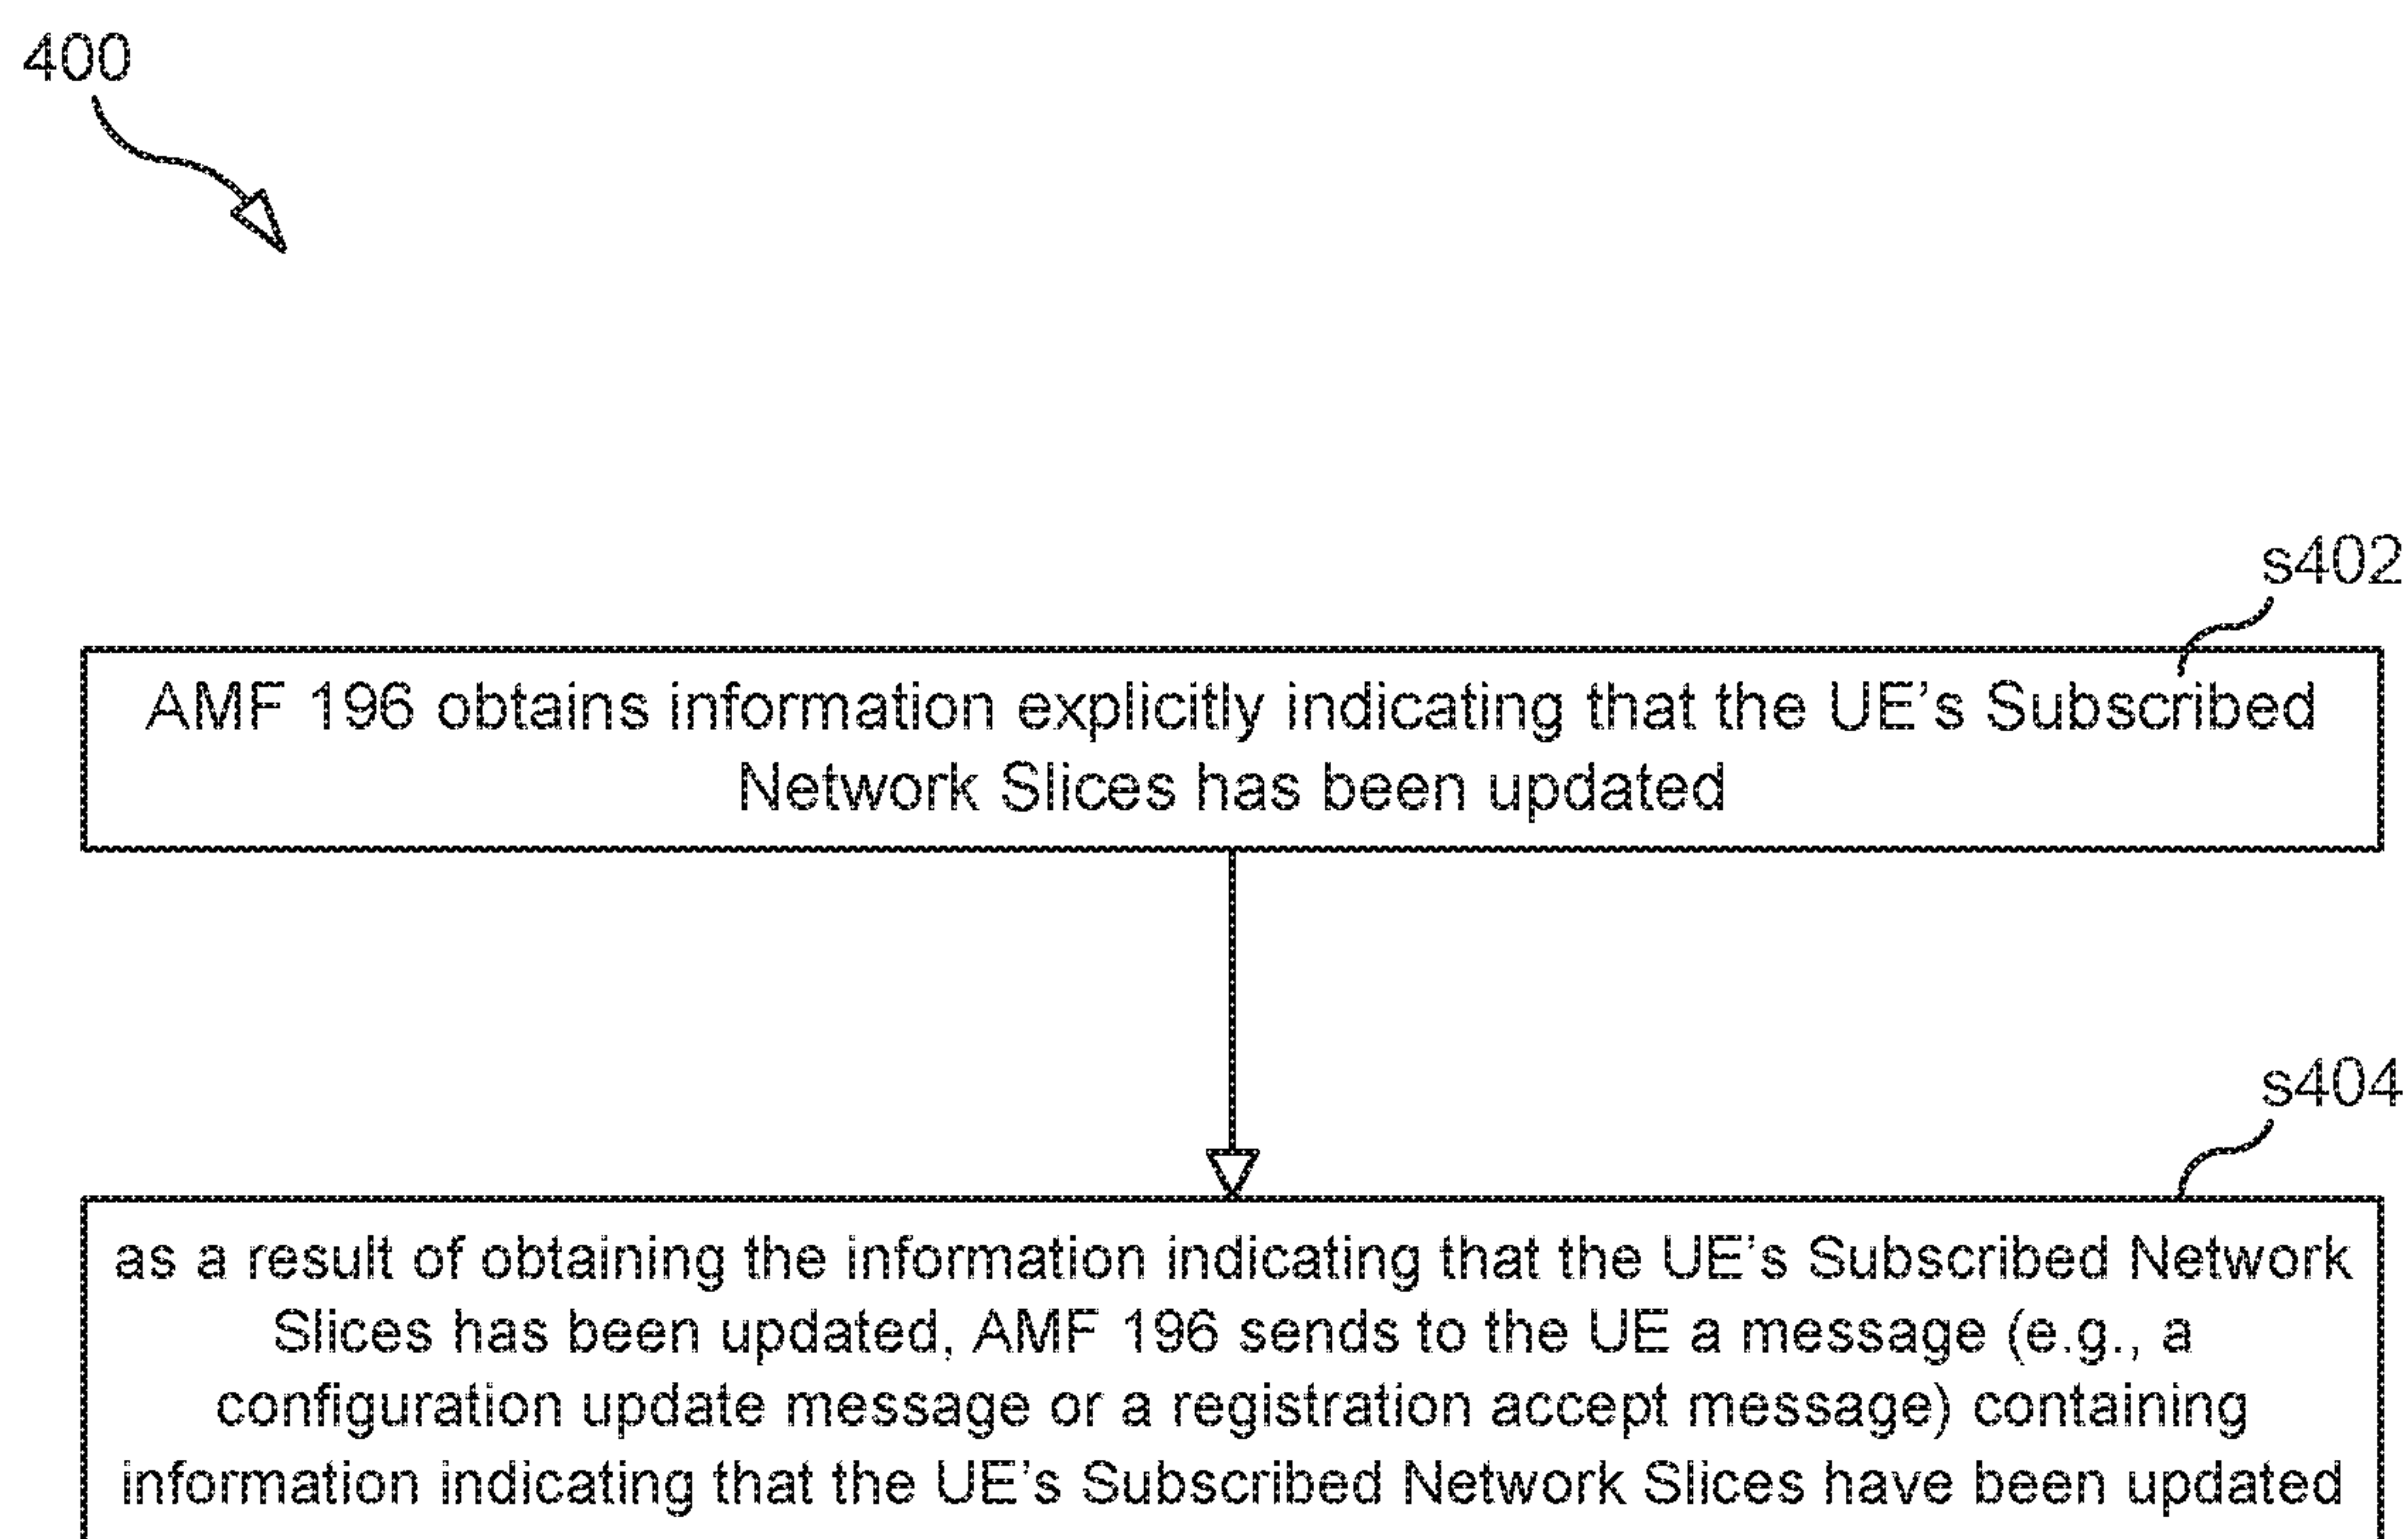 400
s402
AMF 196 obtains information explicitly indicating that the UE's Subscribed
Network Slices has been updated
s404
as a result of obtaining the information indicating that the UE's Subscribed Network
Slices has been updated, AMF 196 sends to the UE a message (e.g., a
configuration update message or a registration accept message) containing
information indicating that the UE's Subscribed Network Slices have been updated